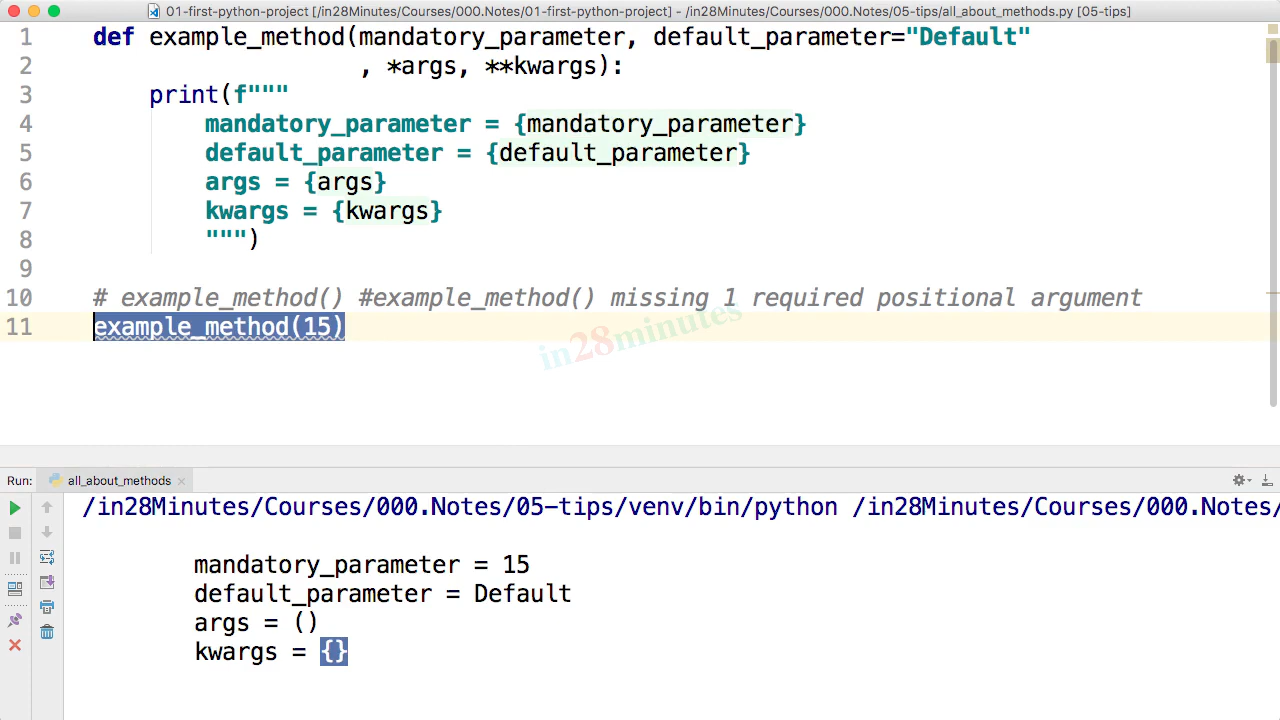 01-first-python-project [/in28Minutes/Courses/000.Notes/01-first-python-project] - /in28Minutes/Courses/000.Notes/05-tips/all_about_methods.py [05-tips]
1 def example_method(mandatory_parameter, default_parameter="Default"
2 , *args, **kwargs):
3 print(f"""
4 mandatory_parameter = {mandatory_parameter}
5 default_parameter = {default_parameter}
6 args = {args}
7 kwargs = {kwargs}
8 """)
9
10 # example_method() #example_method() missing 1 required positional argument
11 example_method(15)
in28minutes
Run: all_about_methods
/in28Minutes/Courses/000.Notes/05-tips/venv/bin/python /in28Minutes/Courses/000.Notes/
mandatory_parameter = 15
default_parameter = Default
args = ()
kwargs = {}